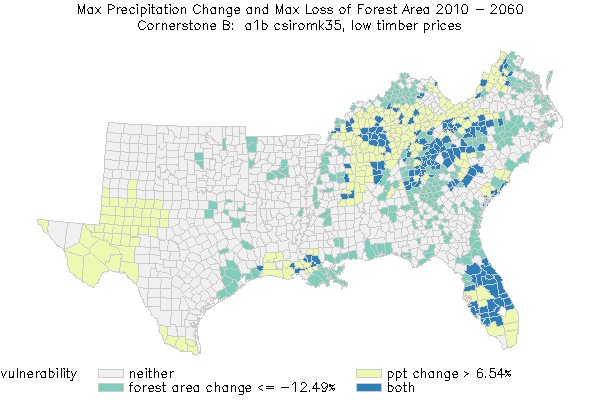 Max Precipitation Change and Max Loss of Forest Area 2010 - 2060
Cornerstone B: a1b csiromk35, low timber prices
vulnerability neither ppt change > 6.54%
forest area change <= -12.49% both